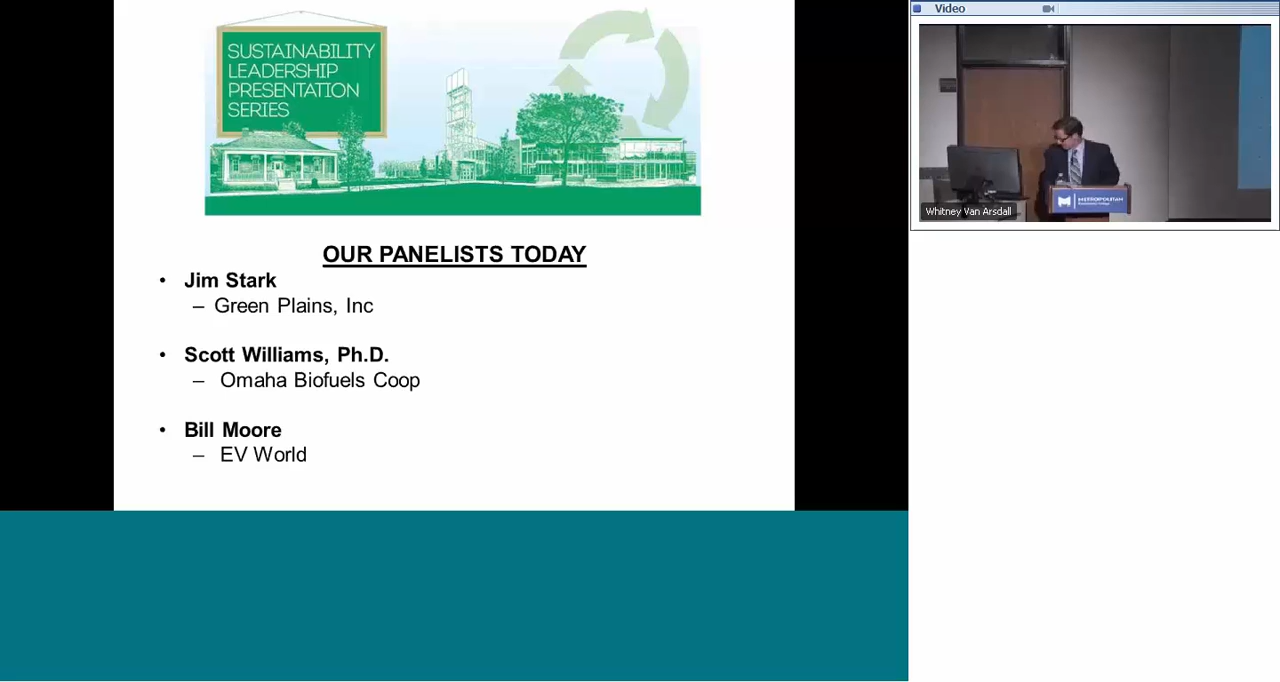 SUSTAINABILITY
LEADERSHIP
PRESENTATION
SERIES
OUR PANELISTS TODAY
• Jim Stark
– Green Plains, Inc
• Scott Williams, Ph.D.
– Omaha Biofuels Coop
• Bill Moore
– EV World
Video
METROPOLITAN
Whitney Van Arsdall